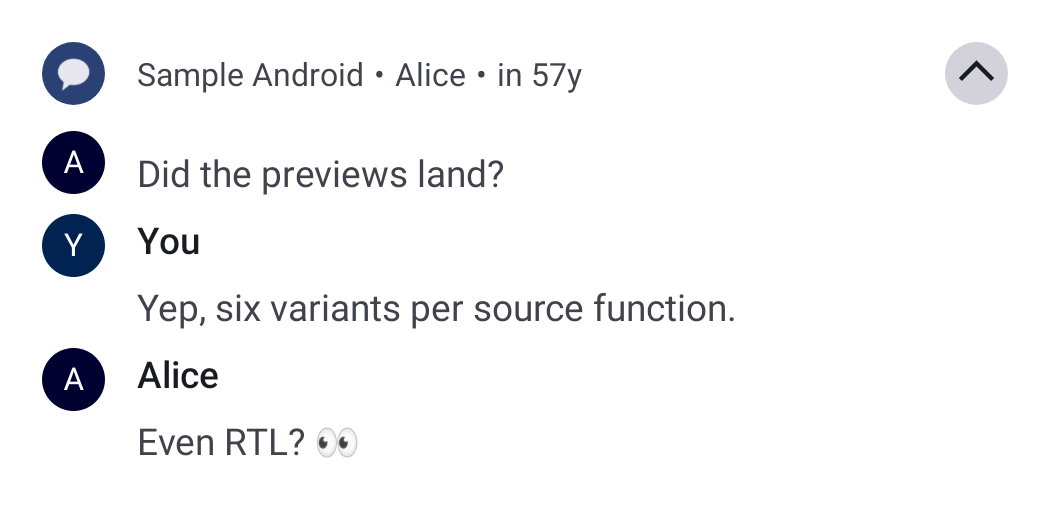 Sample Android • Alice • in 57y
A
Did the previews land?
Y
You
Yep, six variants per source function.
A
Alice
Even RTL? 👀